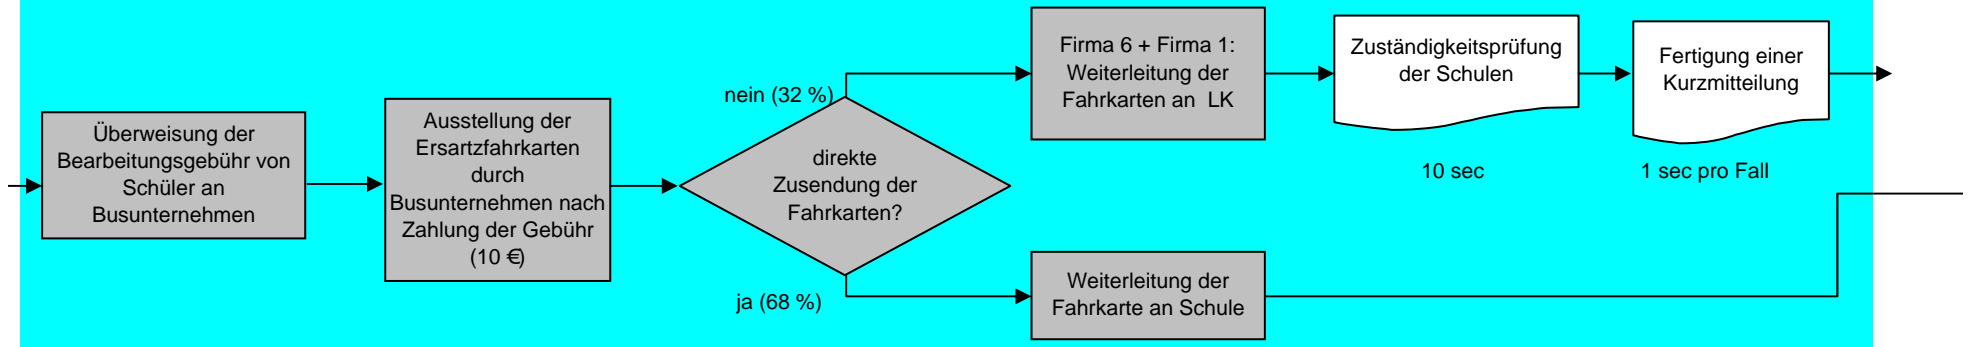 Überweisung der
Bearbeitungsgebühr von
Schüler an
Busunternehmen
Ausstellung der
Ersartzfahrkarten
durch
Busunternehmen nach
Zahlung der Gebühr
(10 €)
nein (32 %)
direkte
Zusendung der
Fahrkarten?
ja (68 %)
Firma 6 + Firma 1:
Weiterleitung der
Fahrkarten an LK
Zuständigkeitsprüfung
der Schulen
10 sec
Fertigung einer
Kurzmitteilung
1 sec pro Fall
Weiterleitung der
Fahrkarte an Schule